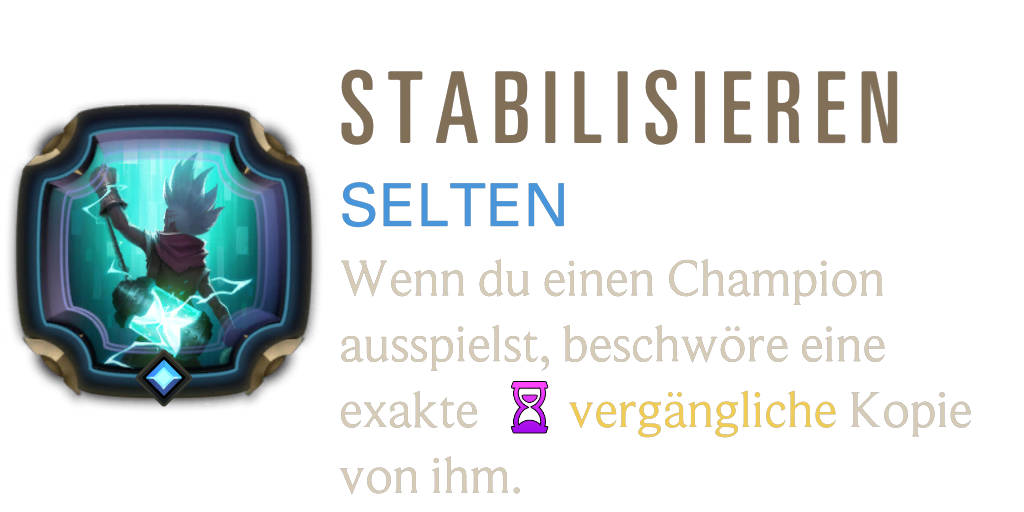 STABILISIEREN
SELTEN
Wenn du einen Champion
ausspielst, beschwöre eine
exakte vergängliche Kopie
von ihm.